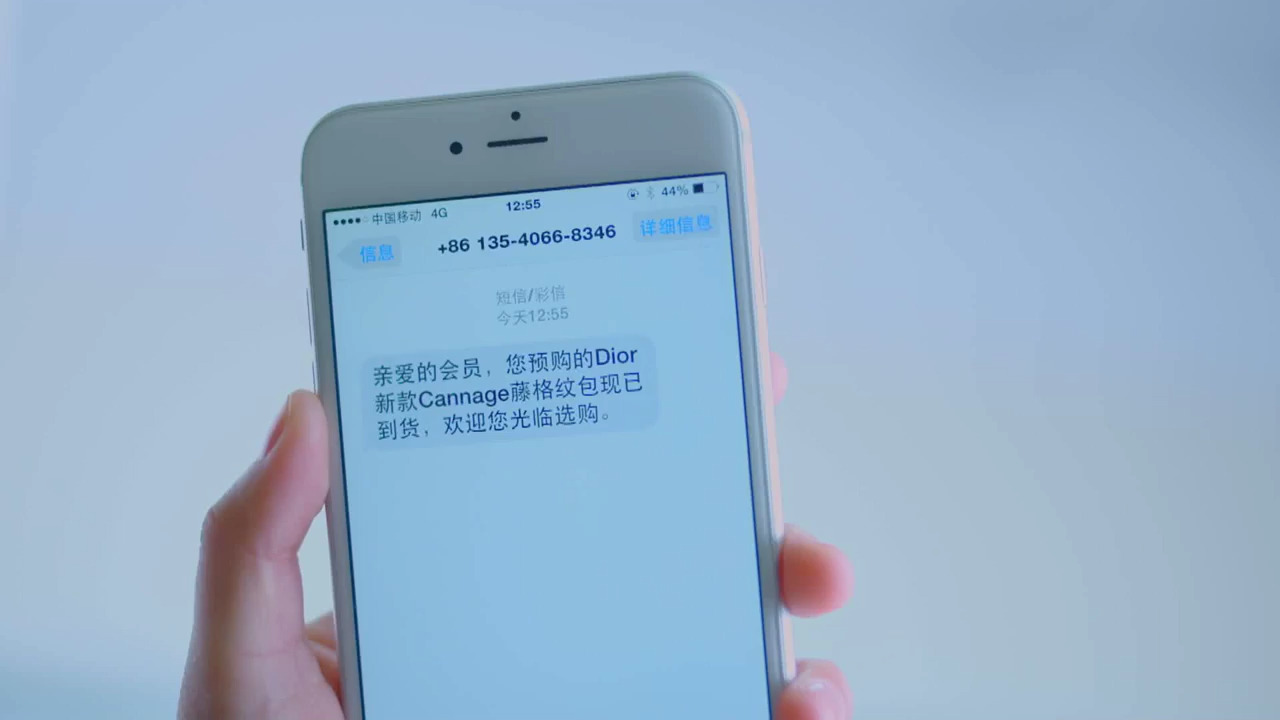 中国移动 4G 12:55 44%
信息 +86 135-4066-8346 详细信息
短信/彩信
今天12:55
亲爱的会员，您预购的Dior
新款Cannage藤格纹包现已
到货，欢迎您光临选购。